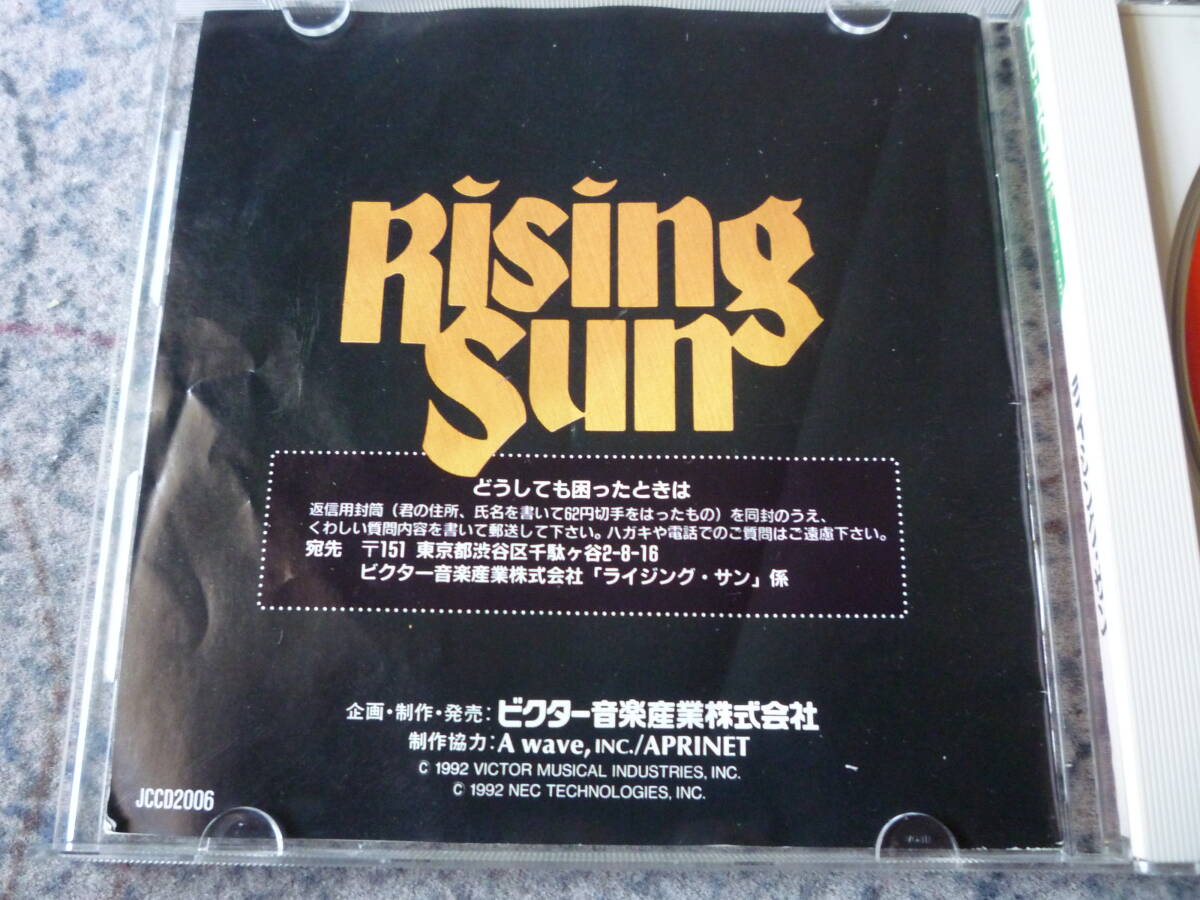 Rising
Sun
どうしても困ったときは
返信用封筒（君の住所、氏名を書いて62円切手をはったもの）を同封のうえ、
くわしい質問内容を書いて郵送して下さい。ハガキや電話でのご質問はご遠慮下さい。
宛先　〒151 東京都渋谷区千駄ヶ谷2-8-16
ビクター音楽産業株式会社「ライジング・サン」係
企画・制作・発売：ビクター音楽産業株式会社
制作協力：A wave, INC./APRINET
© 1992 VICTOR MUSICAL INDUSTRIES, INC.
© 1992 NEC TECHNOLOGIES, INC.
JCCD2006